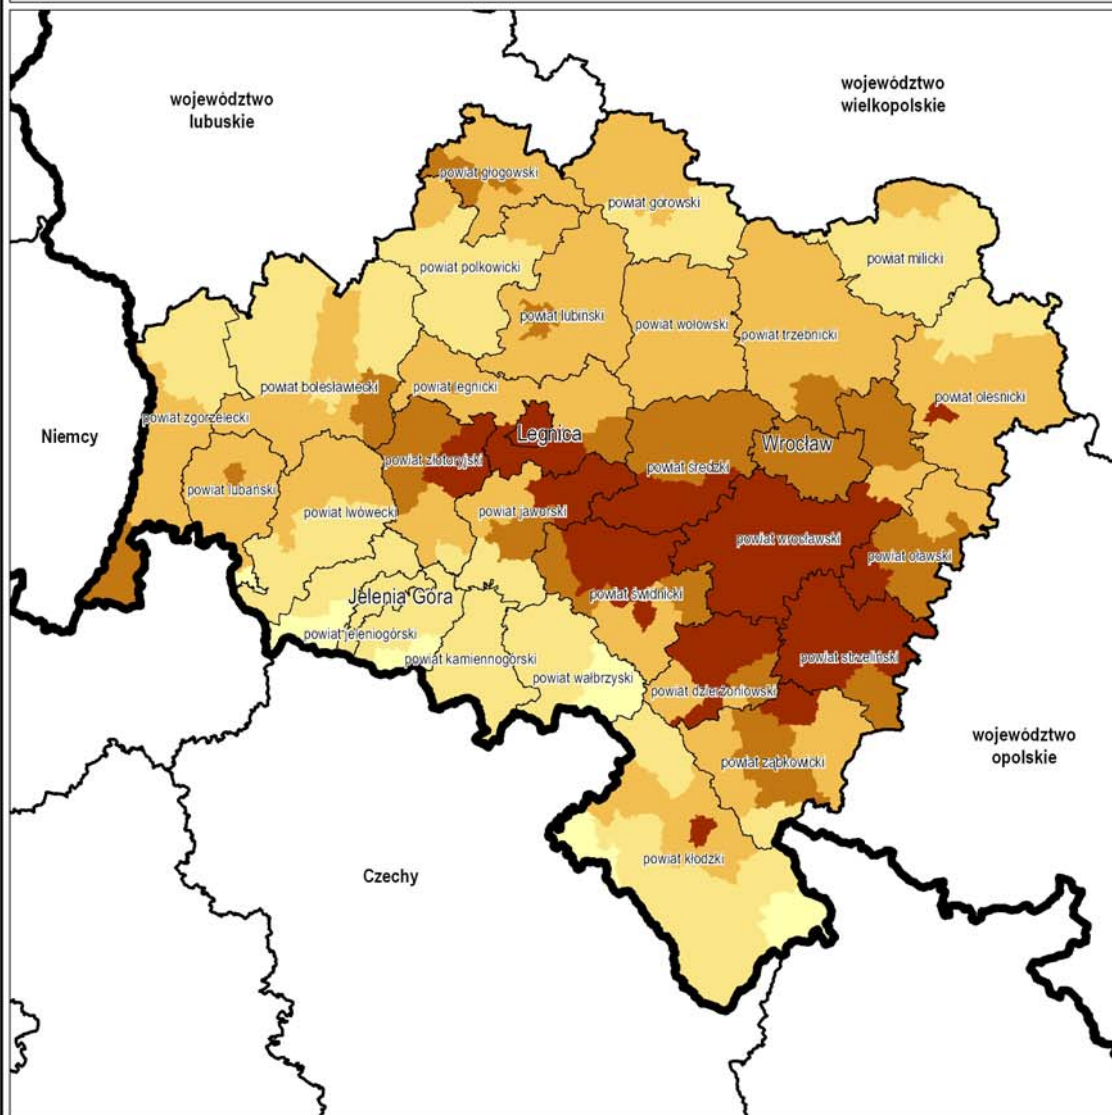 województwo
lubuskie
województwo
wielkopolskie
powiat głogowski
powiat górowski
powiat milicki
powiat polkowicki
powiat lubiński
powiat wołowski
powiat trzebnicki
powiat bolesławiecki
powiat legnicki
powiat oleśnicki
powiat zgorzelecki
Niemcy
Legnica
Wrocław
powiat złotoryjski
powiat średzki
powiat lubański
powiat lwówecki
powiat jaworski
powiat wrocławski
powiat oławski
Jelenia Góra
powiat świdnicki
powiat jeleniogórski
powiat kamiennogórski
powiat strzeliński
powiat wałbrzyski
powiat dzierżoniowski
województwo
opolskie
powiat ząbkowicki
powiat kłodzki
Czechy